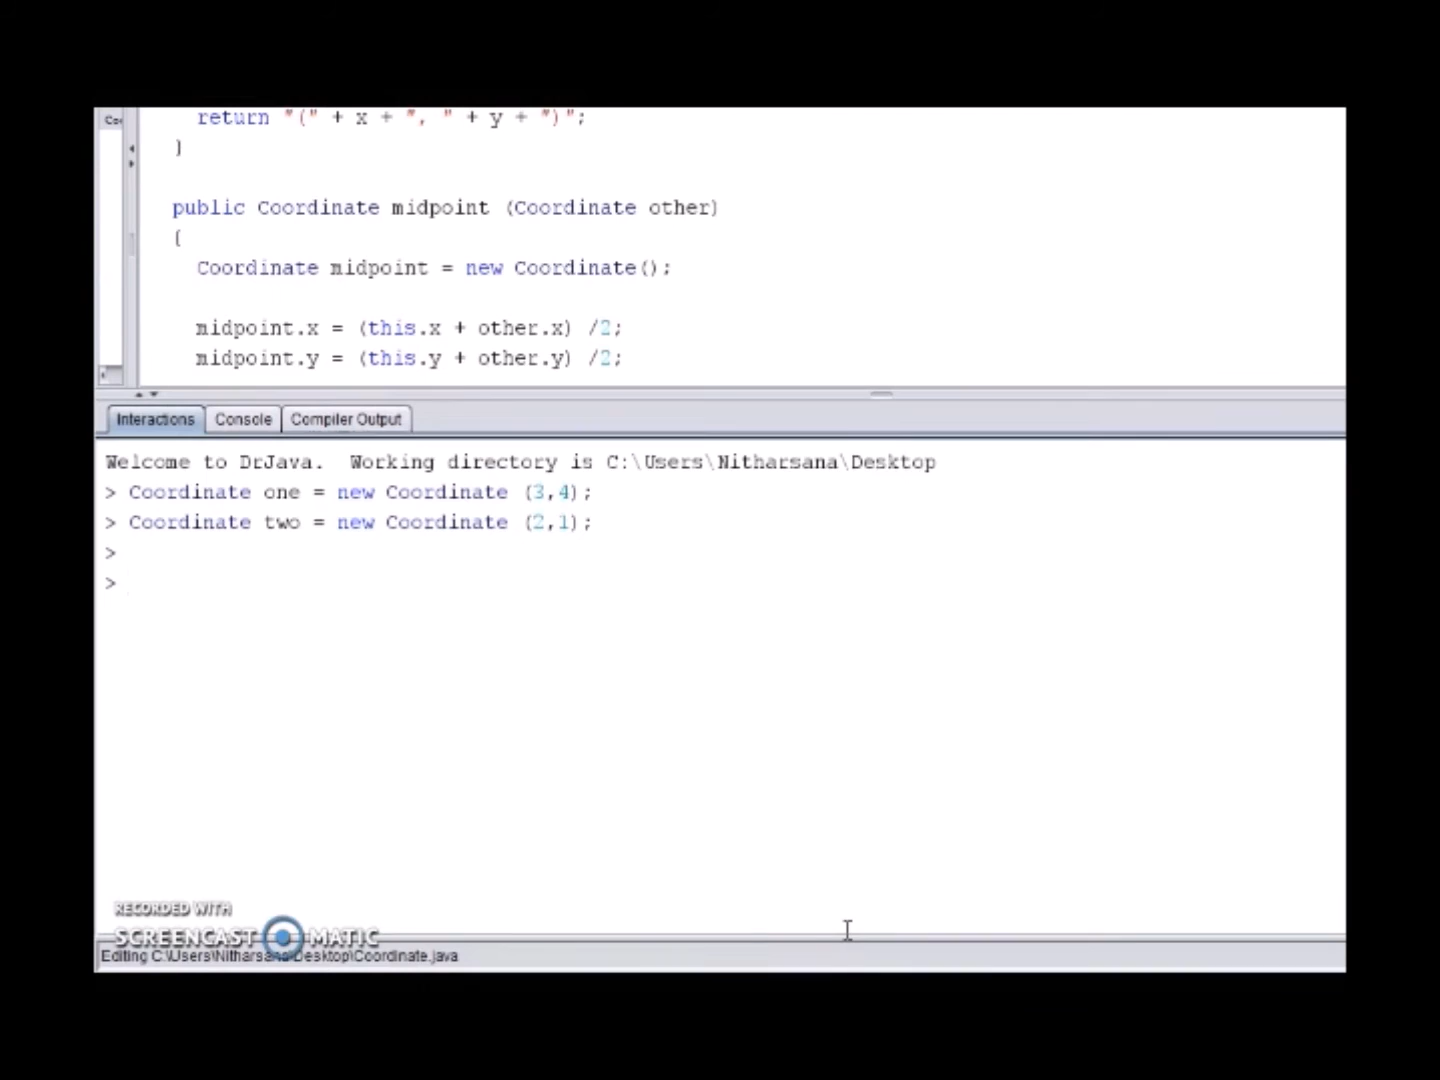 Co
return "(" + x + ", " + y + ")";
}
public Coordinate midpoint (Coordinate other)
{
Coordinate midpoint = new Coordinate();
midpoint.x = (this.x + other.x) /2;
midpoint.y = (this.y + other.y) /2;
Interactions Console Compiler Output
Welcome to DrJava.  Working directory is C:\Users\Nitharsana\Desktop
> Coordinate one = new Coordinate (3,4);
> Coordinate two = new Coordinate (2,1);
>
>
RECORDED WITH
SCREENCAST MATIC
Editing C:\Users\Nitharsana\Desktop\Coordinate.java